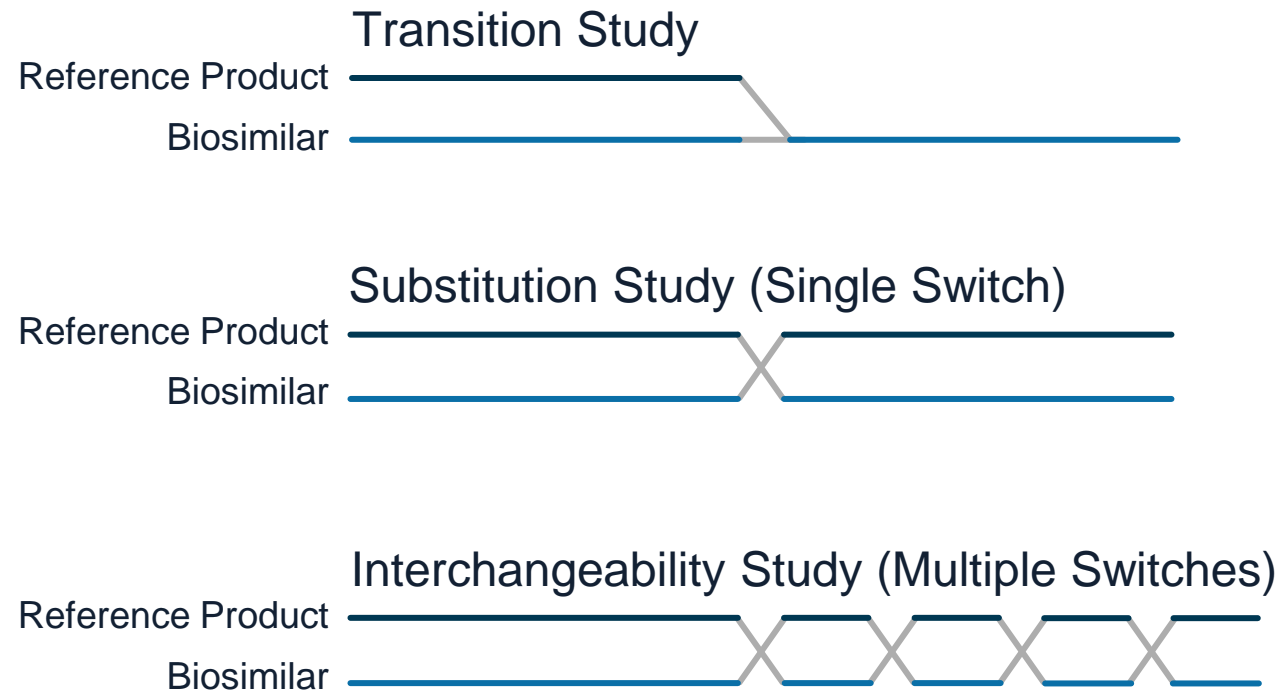 Transition Study
Reference Product
Biosimilar
Substitution Study (Single Switch)
Reference Product
Biosimilar
Interchangeability Study (Multiple Switches)
Reference Product
Biosimilar